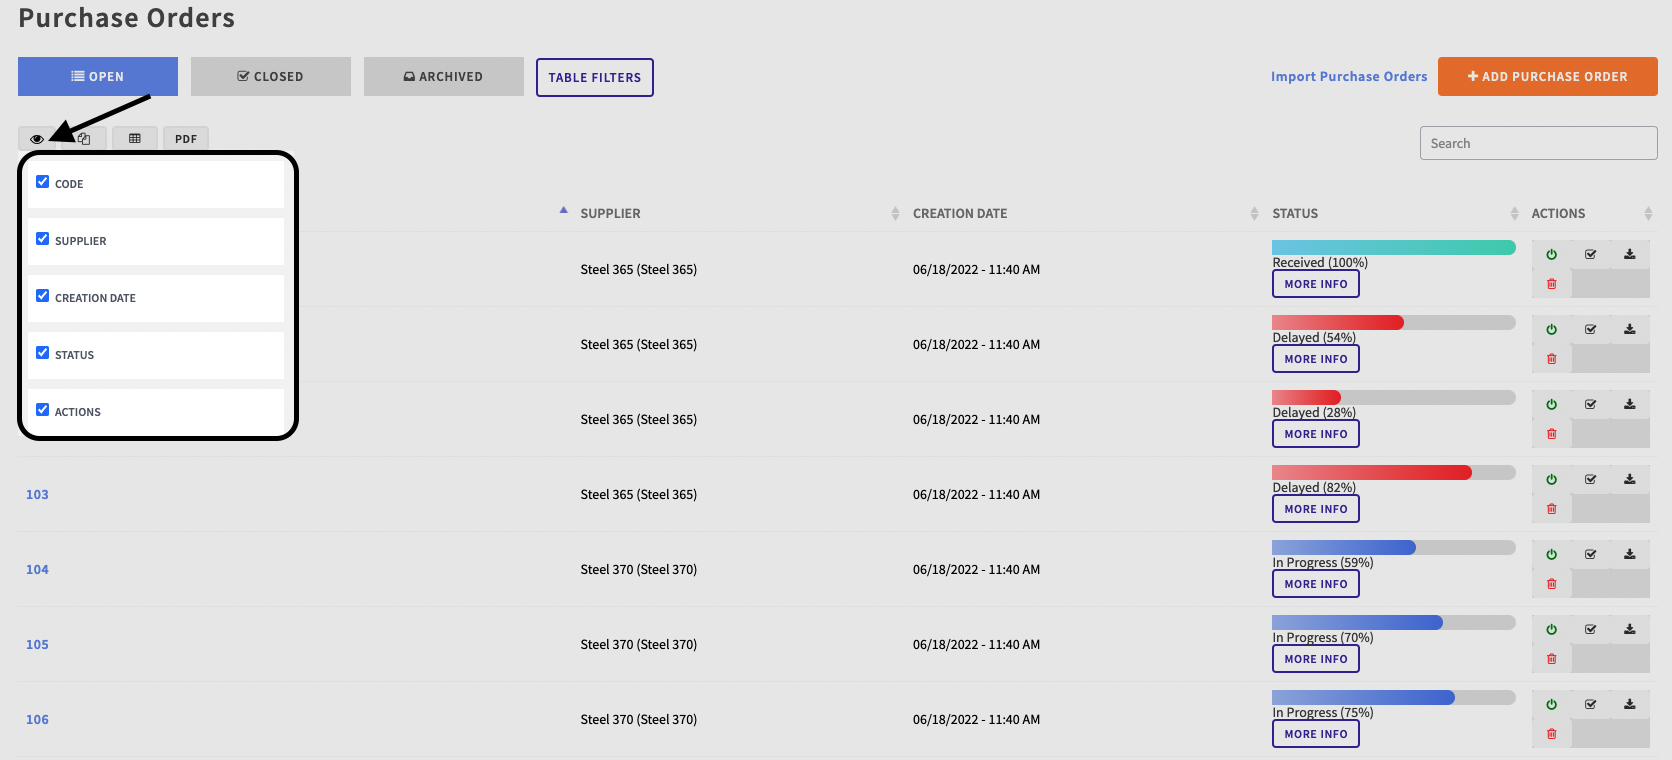 Purchase Orders
OPEN CLOSED ARCHIVED TABLE FILTERS Import Purchase Orders ADD PURCHASE ORDER
PDF
Search
CODE
SUPPLIER
CREATION DATE
STATUS
ACTIONS
SUPPLIER CREATION DATE STATUS ACTIONS
Steel 365 (Steel 365) 06/18/2022 - 11:40 AM Received (100%)
MORE INFO
Steel 365 (Steel 365) 06/18/2022 - 11:40 AM Delayed (54%)
MORE INFO
Steel 365 (Steel 365) 06/18/2022 - 11:40 AM Delayed (28%)
MORE INFO
103 Steel 365 (Steel 365) 06/18/2022 - 11:40 AM Delayed (82%)
MORE INFO
104 Steel 370 (Steel 370) 06/18/2022 - 11:40 AM In Progress (59%)
MORE INFO
105 Steel 370 (Steel 370) 06/18/2022 - 11:40 AM In Progress (70%)
MORE INFO
106 Steel 370 (Steel 370) 06/18/2022 - 11:40 AM In Progress (75%)
MORE INFO